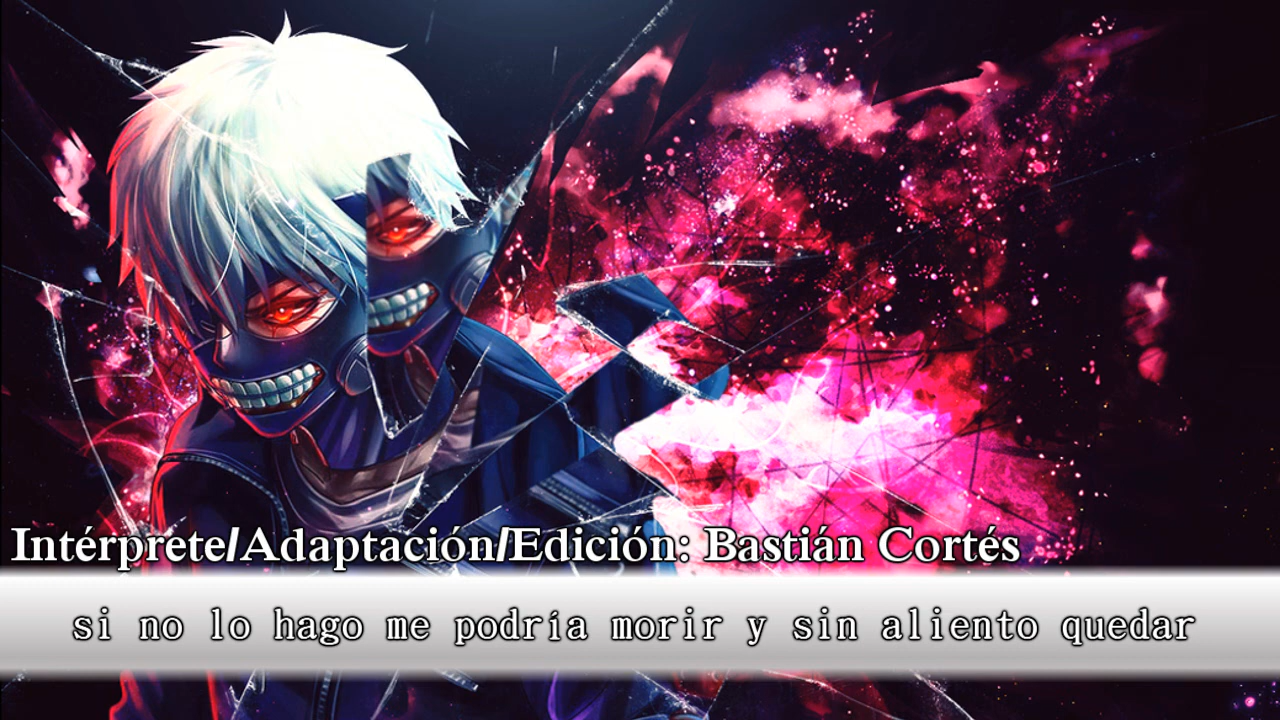 Intérprete/Adaptación/Edición: Bastián Cortés
si no lo hago me podría morir y sin aliento quedar